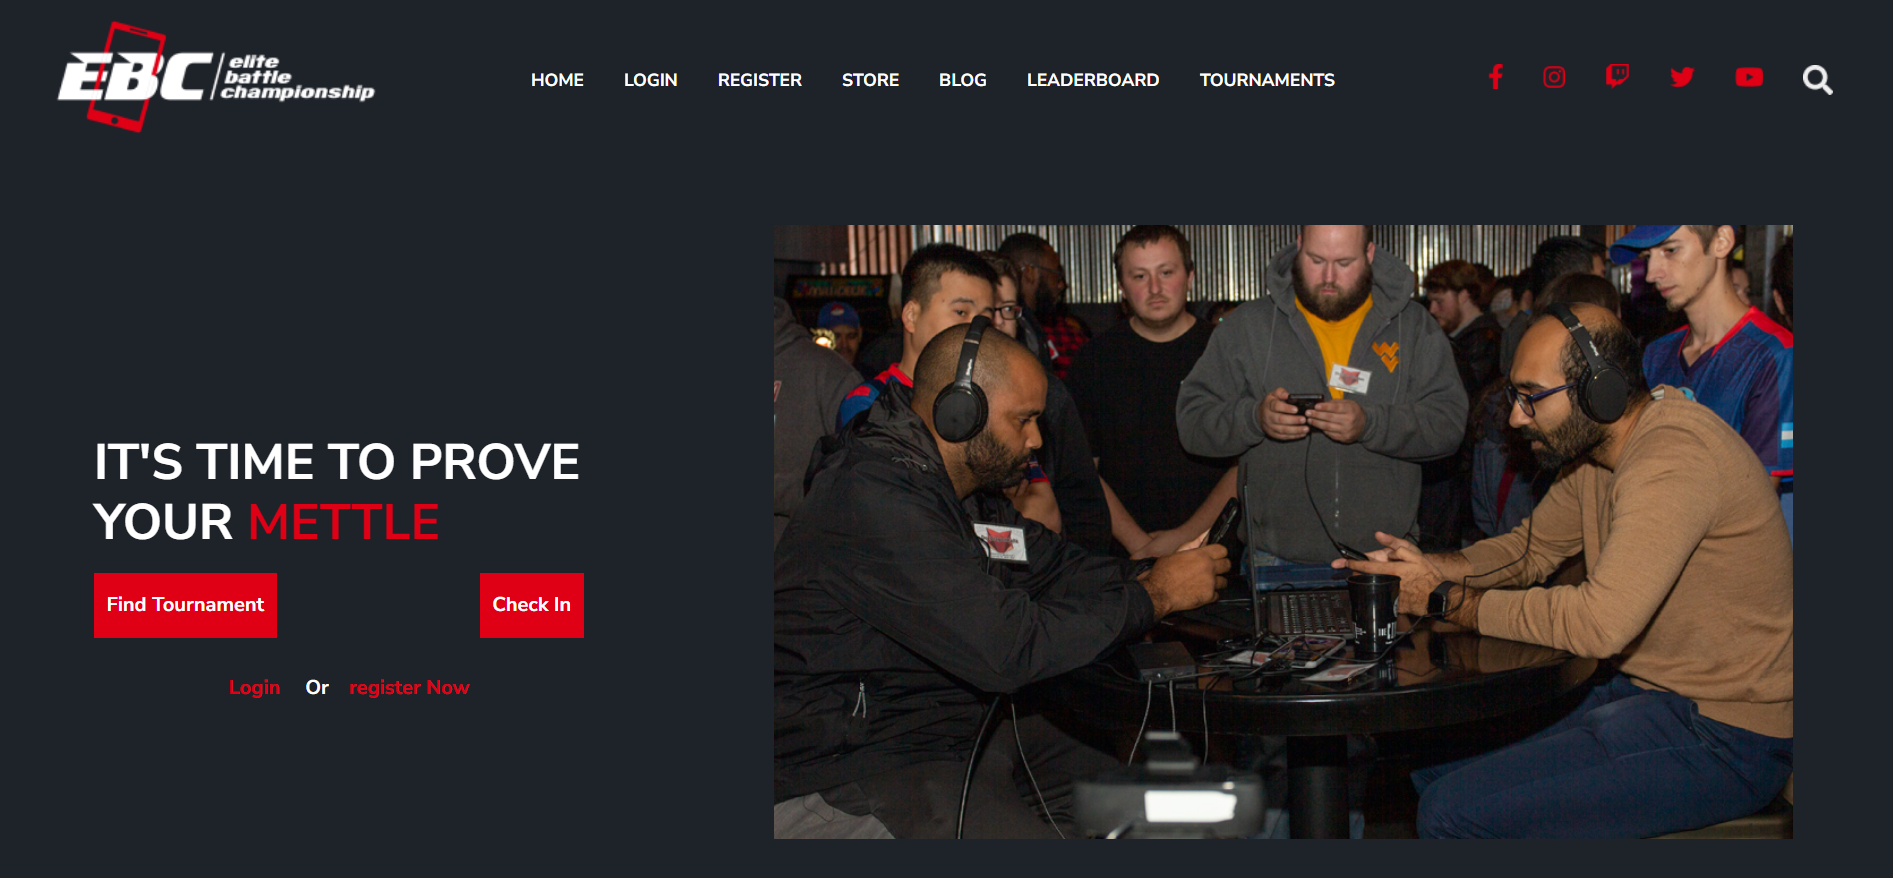 EBC
elite
battle
championship
HOME LOGIN REGISTER STORE BLOG LEADERBOARD TOURNAMENTS
IT'S TIME TO PROVE
YOUR METTLE
Find Tournament Check In
Login Or register Now